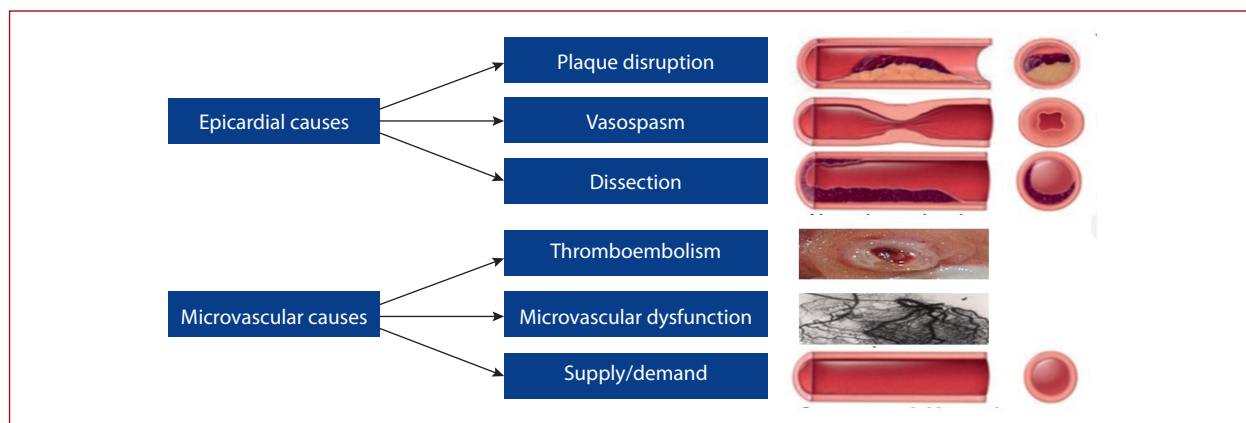 Plaque disruption
Epicardial causes
Vasospasm
Dissection
Thromboembolism
Microvascular causes
Microvascular dysfunction
Supply/demand